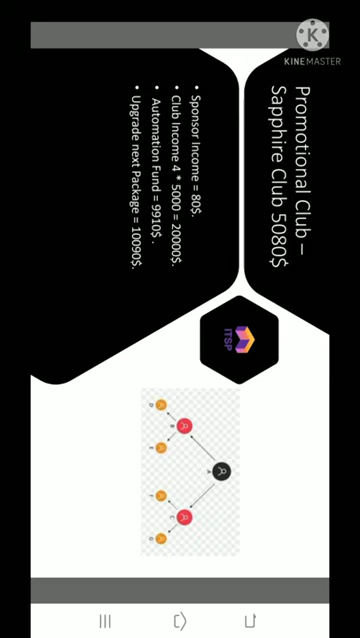 KINEMASTER
Promotional Club –
Sapphire Club 5080$
• Sponsor Income = 80$.
• Club Income 4 * 5000 = 20000$.
• Automation Fund = 9910$ .
• Upgrade next Package = 10090$.
ITSP
A
B
C
D
E
F
G